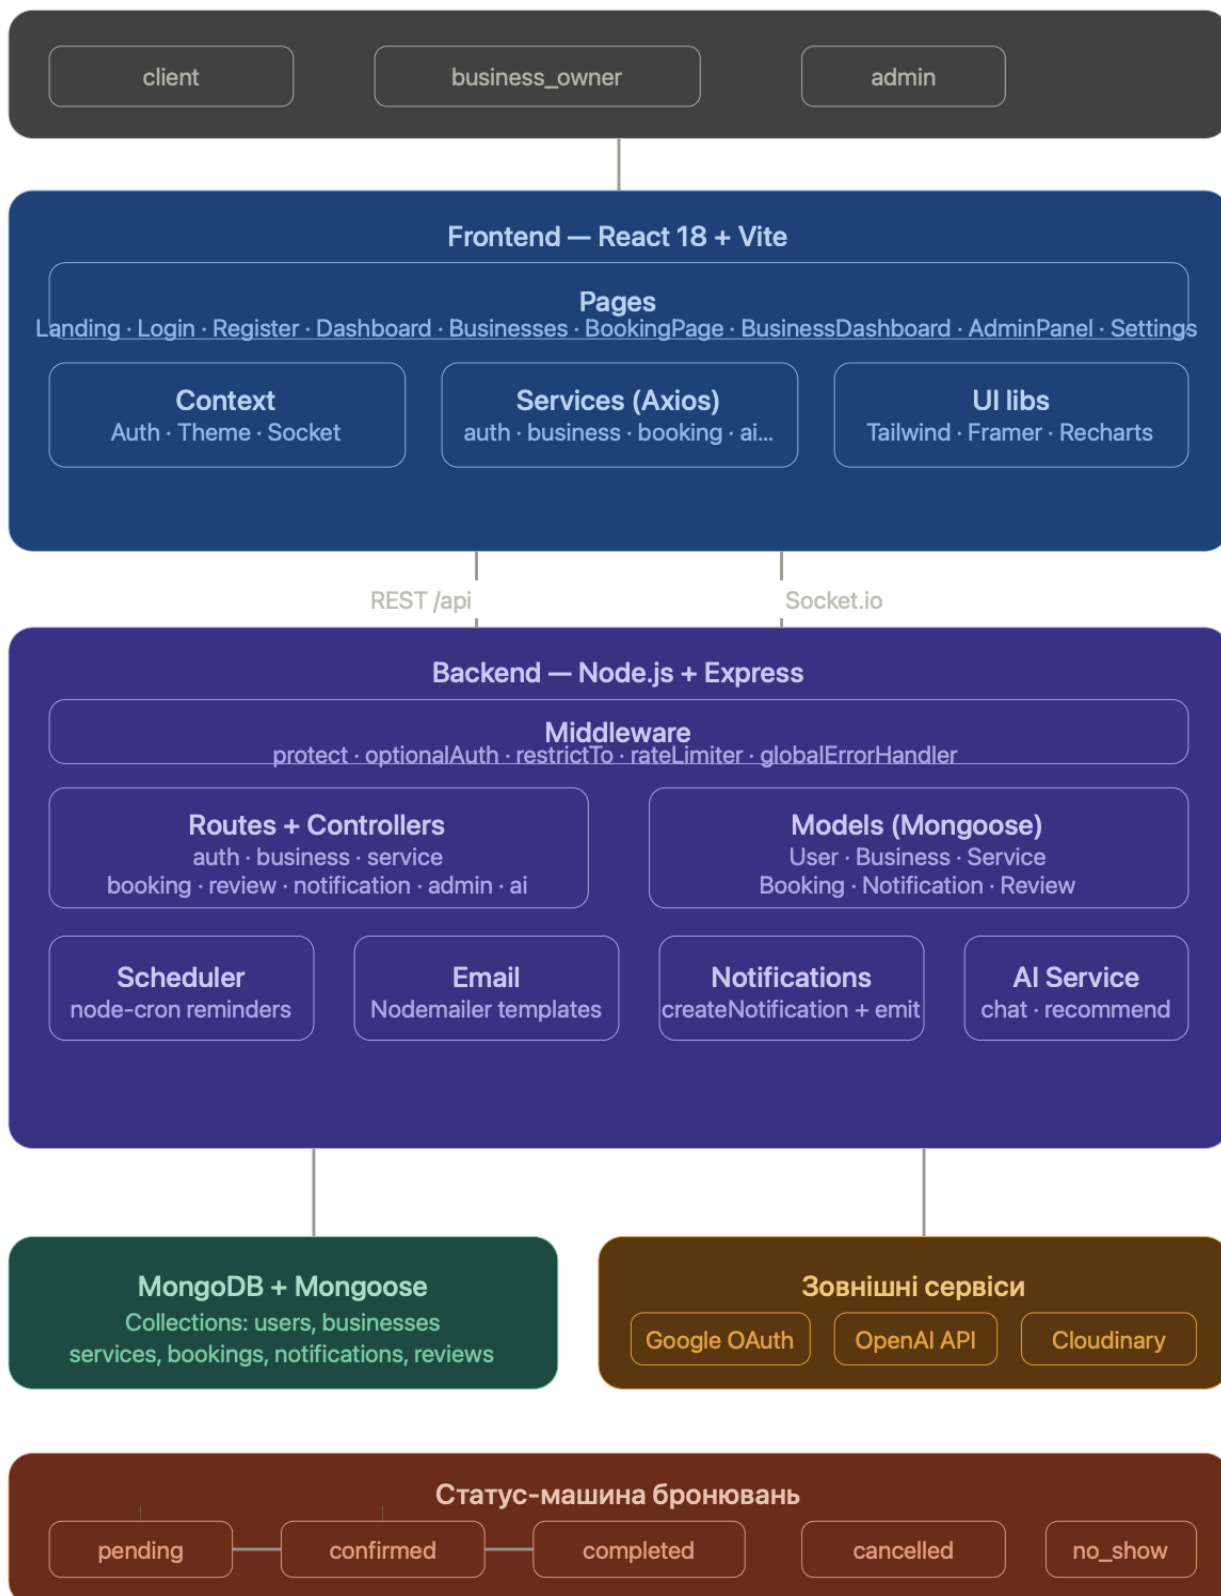 client
business_owner
admin
Frontend — React 18 + Vite
Pages
Landing · Login · Register · Dashboard · Businesses · BookingPage · BusinessDashboard · AdminPanel · Settings
Context
Auth · Theme · Socket
Services (Axios)
auth · business · booking · ai...
UI libs
Tailwind · Framer · Recharts
REST /api
Socket.io
Backend — Node.js + Express
Middleware
protect · optionalAuth · restrictTo · rateLimiter · globalErrorHandler
Routes + Controllers
auth · business · service
booking · review · notification · admin · ai
Models (Mongoose)
User · Business · Service
Booking · Notification · Review
Scheduler
node-cron reminders
Email
Nodemailer templates
Notifications
createNotification + emit
AI Service
chat · recommend
MongoDB + Mongoose
Collections: users, businesses
services, bookings, notifications, reviews
Зовнішні сервіси
Google OAuth
OpenAI API
Cloudinary
Статус-машина бронювань
pending
confirmed
completed
cancelled
no_show